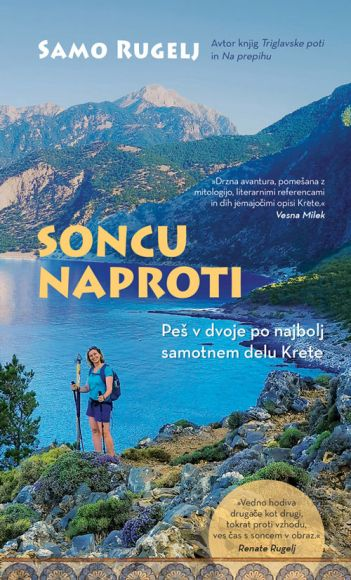 SAMO RUGELJ
Avtor knjig Triglavske poti
in Na prepihu
»Drzna avantura, pomešana z
mitologijo, literarnimi referencami
in dih jemajočimi opisi Krete.«
Vesna Milek
SONCU
NAPROTI
Peš v dvoje po najbolj
samotnem delu Krete
»Vedno hodiva
drugače kot drugi,
tokrat proti vzhodu,
ves čas s soncem v obraz.«
Renate Rugelj